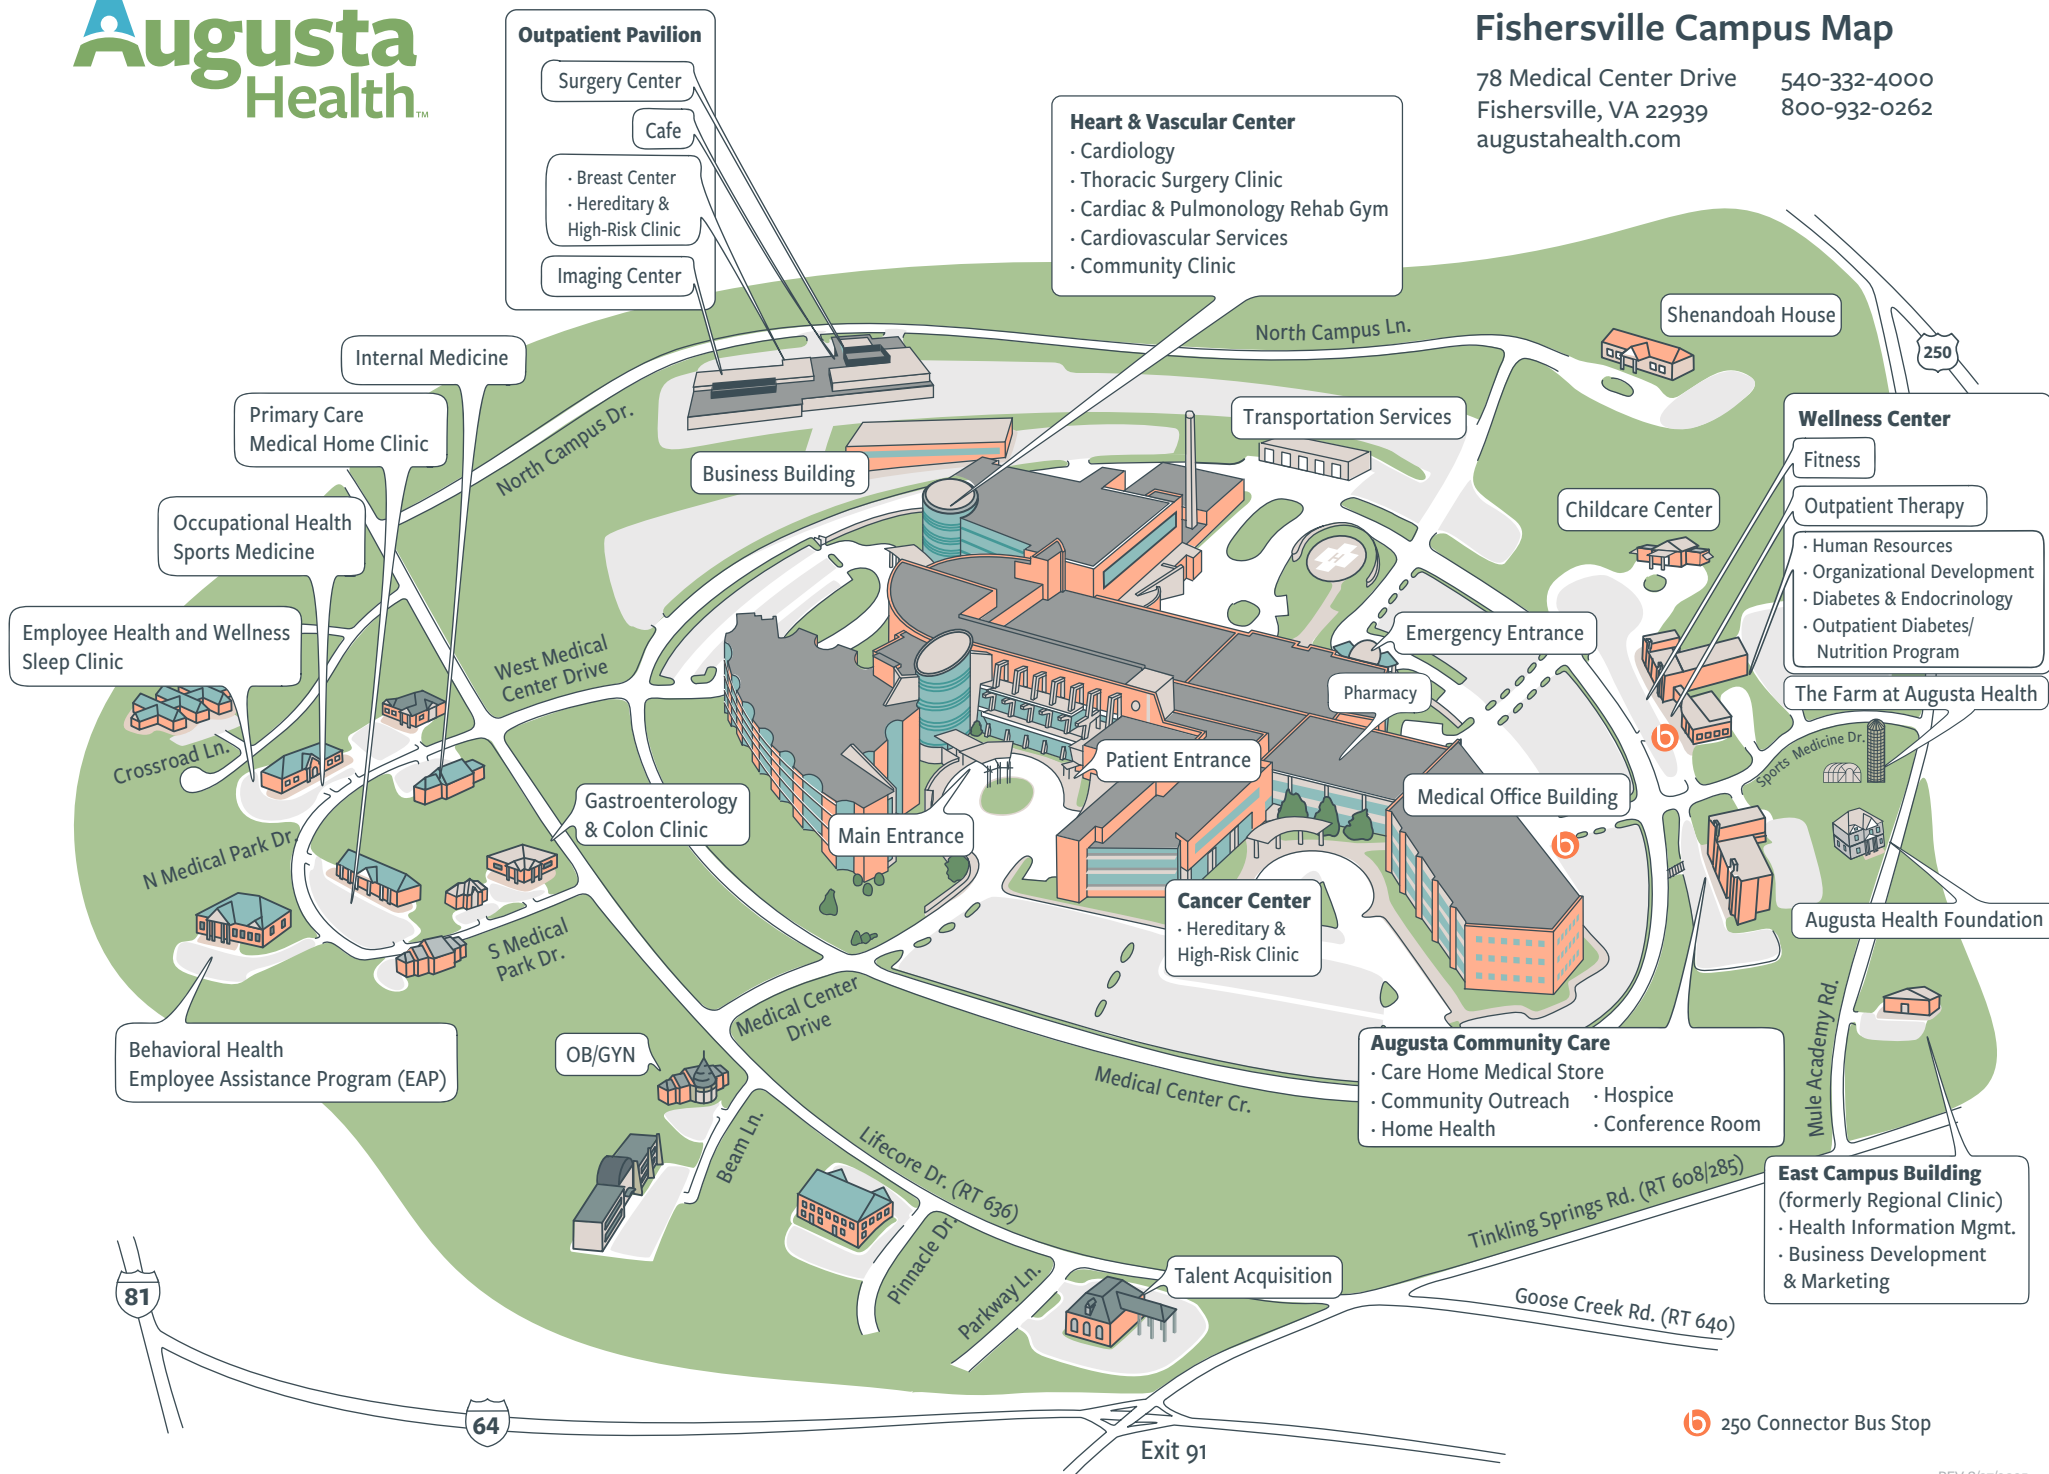 Augusta
Health™
Fishersville Campus Map
78 Medical Center Drive
Fishersville, VA 22939
augustahealth.com
540-332-4000
800-932-0262
Outpatient Pavilion
Surgery Center
Cafe
· Breast Center
· Hereditary &
High-Risk Clinic
Imaging Center
Heart & Vascular Center
· Cardiology
· Thoracic Surgery Clinic
· Cardiac & Pulmonology Rehab Gym
· Cardiovascular Services
· Community Clinic
Shenandoah House
North Campus Ln.
250
Internal Medicine
Primary Care
Medical Home Clinic
North Campus Dr.
Transportation Services
Business Building
Wellness Center
Fitness
Outpatient Therapy
· Human Resources
· Organizational Development
· Diabetes & Endocrinology
· Outpatient Diabetes/
Nutrition Program
Childcare Center
Occupational Health
Sports Medicine
Employee Health and Wellness
Sleep Clinic
West Medical
Center Drive
H
Emergency Entrance
Pharmacy
The Farm at Augusta Health
b
Sports Medicine Dr.
Crossroad Ln.
Patient Entrance
Medical Office Building
Gastroenterology
& Colon Clinic
Main Entrance
b
N Medical Park Dr.
Cancer Center
· Hereditary &
High-Risk Clinic
Augusta Health Foundation
S Medical
Park Dr.
Medical Center
Drive
Behavioral Health
Employee Assistance Program (EAP)
OB/GYN
Medical Center Cr.
Augusta Community Care
· Care Home Medical Store
· Community Outreach
· Home Health
· Hospice
· Conference Room
Mule Academy Rd.
Beam Ln.
Lifecore Dr. (RT 636)
Tinkling Springs Rd. (RT 608/285)
East Campus Building
(formerly Regional Clinic)
· Health Information Mgmt.
· Business Development
& Marketing
Pinnacle Dr.
Parkway Ln.
Talent Acquisition
Goose Creek Rd. (RT 640)
81
64
Exit 91
b 250 Connector Bus Stop